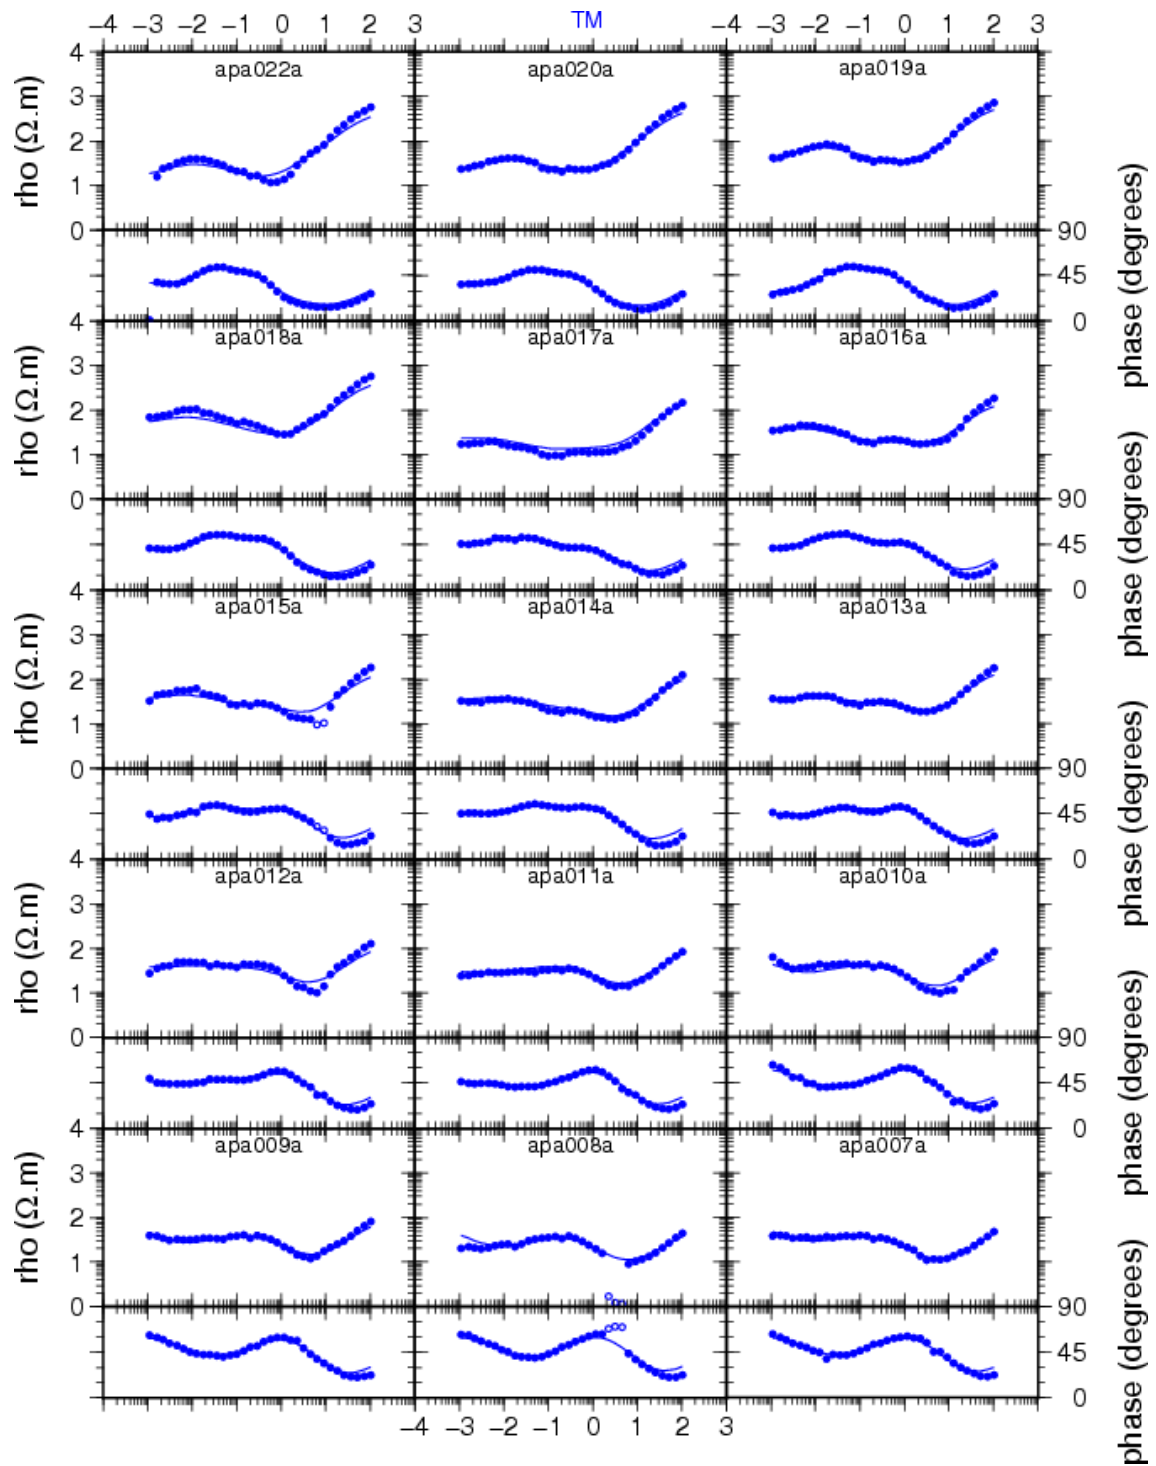 −4 −3 −2 −1 0 1 2 3 TM −4 −3 −2 −1 0 1 2 3
apa022a apa020a apa019a
rho (Ω.m) 4 3 2 1 0
phase (degrees) 90 45 0
apa018a apa017a apa016a
rho (Ω.m) 4 3 2 1 0
phase (degrees) 90 45 0
apa015a apa014a apa013a
rho (Ω.m) 4 3 2 1 0
phase (degrees) 90 45 0
apa012a apa011a apa010a
rho (Ω.m) 4 3 2 1 0
phase (degrees) 90 45 0
apa009a apa008a apa007a
rho (Ω.m) 4 3 2 1 0
phase (degrees) 90 45 0
−4 −3 −2 −1 0 1 2 3